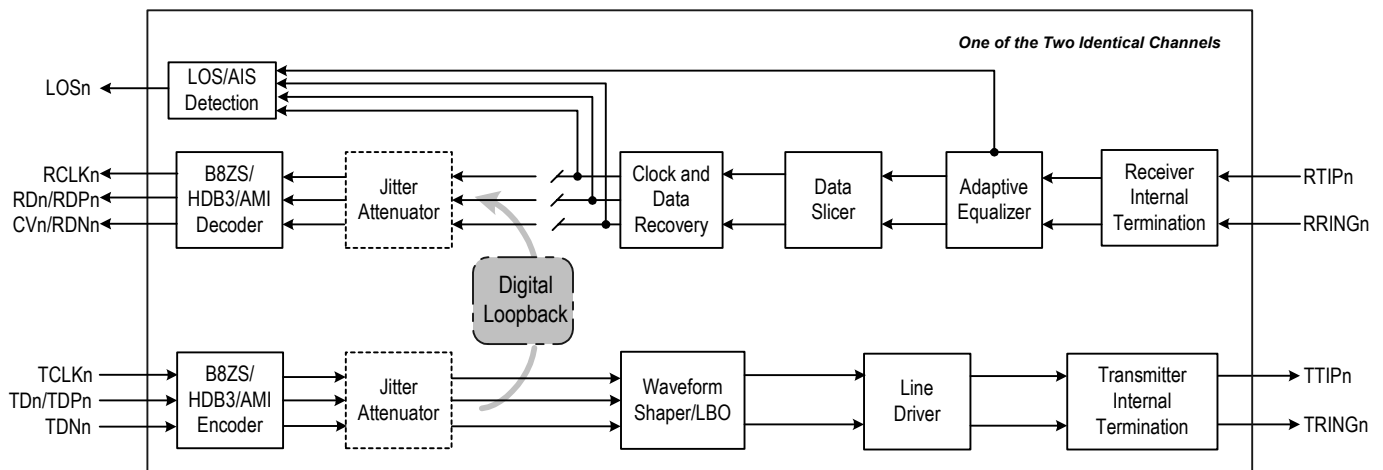 One of the Two Identical Channels
LOSn
LOS/AIS
Detection
RCLKn
RDn/RDPn
CVn/RDNn
B8ZS/
HDB3/AMI
Decoder
Jitter
Attenuator
Clock and
Data
Recovery
Data
Slicer
Adaptive
Equalizer
Receiver
Internal
Termination
RTIPn
RRINGn
Digital
Loopback
TCLKn
TDn/TDPn
TDNn
B8ZS/
HDB3/AMI
Encoder
Jitter
Attenuator
Waveform
Shaper/LBO
Line
Driver
Transmitter
Internal
Termination
TTIPn
TRINGn